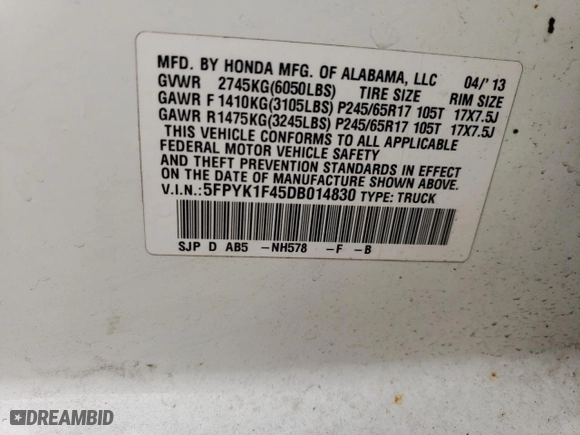 MFD. BY HONDA MFG. OF ALABAMA, LLC 04/'13
GVWR 2745KG(6050LBS) TIRE SIZE RIM SIZE
GAWR F 1410KG(3105LBS) P245/65R17 105T 17X7.5J
GAWR R 1475KG(3245LBS) P245/65R17 105T 17X7.5J
THIS VEHICLE CONFORMS TO ALL APPLICABLE
FEDERAL MOTOR VEHICLE SAFETY
AND THEFT PREVENTION STANDARDS IN EFFECT
ON THE DATE OF MANUFACTURE SHOWN ABOVE.
V.I.N.:5FPYK1F45DB014830 TYPE: TRUCK
SJP D AB5 -NH578 -F -B
DREAMBID